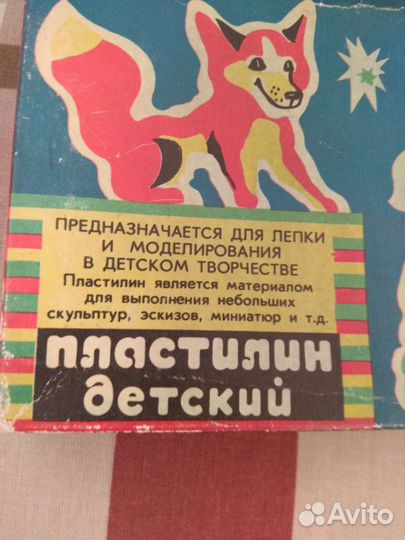 ПРЕДНАЗНАЧАЕТСЯ ДЛЯ ЛЕПКИ
И МОДЕЛИРОВАНИЯ
В ДЕТСКОМ ТВОРЧЕСТВЕ
Пластилин является материалом
для выполнения небольших
скульптур, эскизов, миниатюр и т.д.
пластилин
детский
Avito